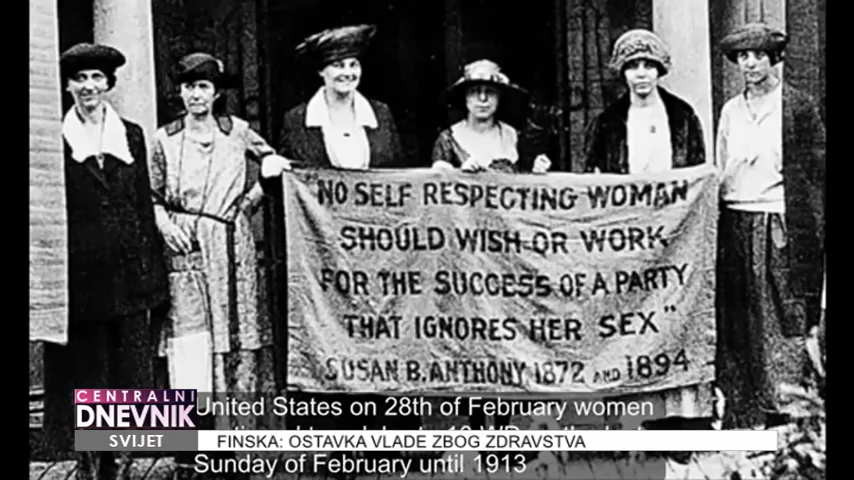 NO SELF RESPECTING WOMAN
SHOULD WISH OR WORK
FOR THE SUCCESS OF A PARTY
THAT IGNORES HER SEX"
SUSAN B. ANTHONY 1872 AND 1894
United States on 28th of February women
Sunday of February until 1913
CENTRALNI
DNEVNIK
SVIJET
FINSKA: OSTAVKA VLADE ZBOG ZDRAVSTVA